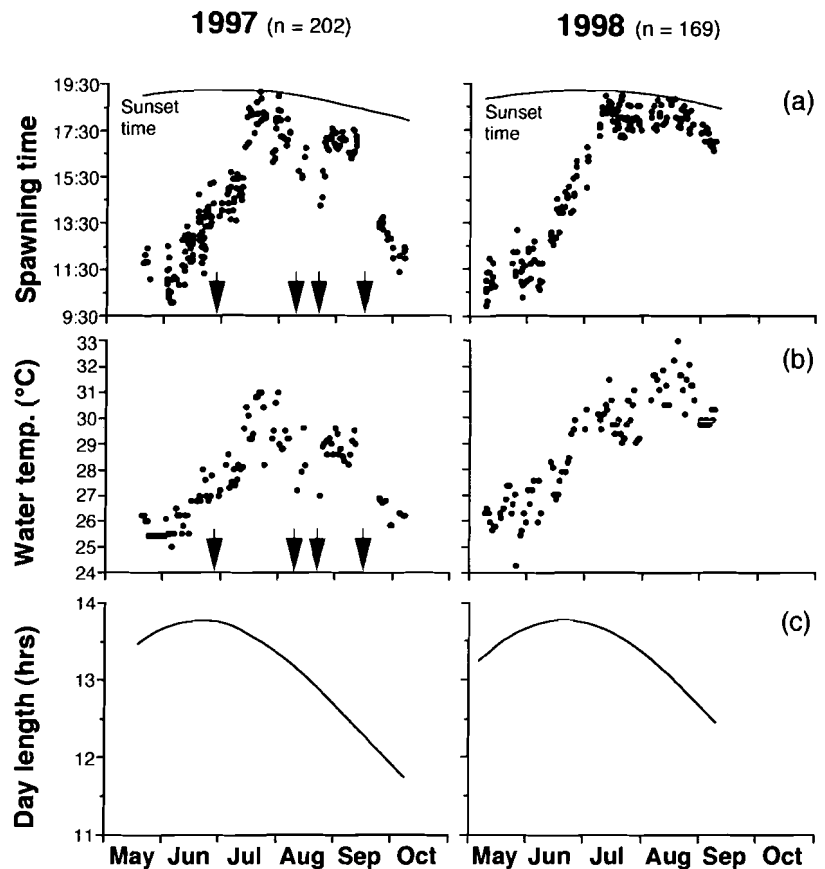 1997 (n = 202)
1998 (n = 169)
Spawning time
19:30
17:30
15:30
13:30
11:30
9:30
Sunset
time
Sunset
time
(a)
Water temp. (°C)
33
32
31
30
29
28
27
26
25
24
(b)
Day length (hrs)
14
13
12
11
(c)
May Jun Jul Aug Sep Oct
May Jun Jul Aug Sep Oct